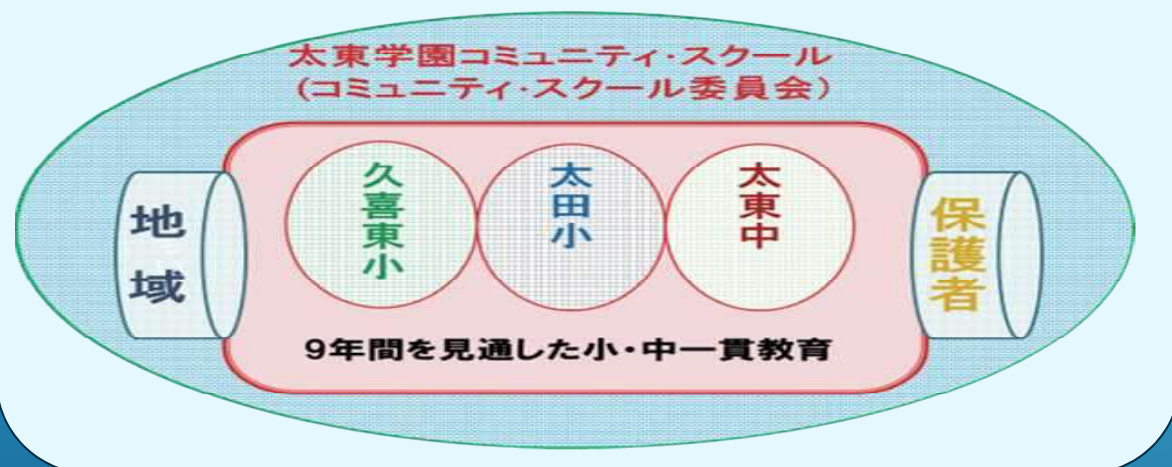 太東学園コミュニティ・スクール
(コミュニティ・スクール委員会)
地域
久喜東小
太田小
太東中
保護者
9年間を見通した小・中一貫教育